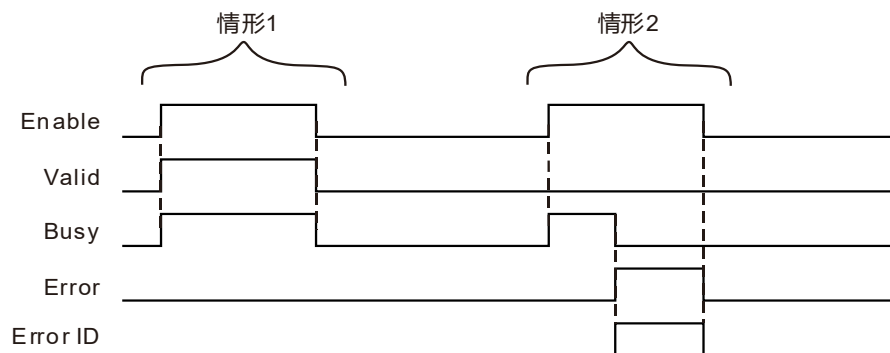 情形1
情形2
Enable
Valid
Busy
Error
Error ID